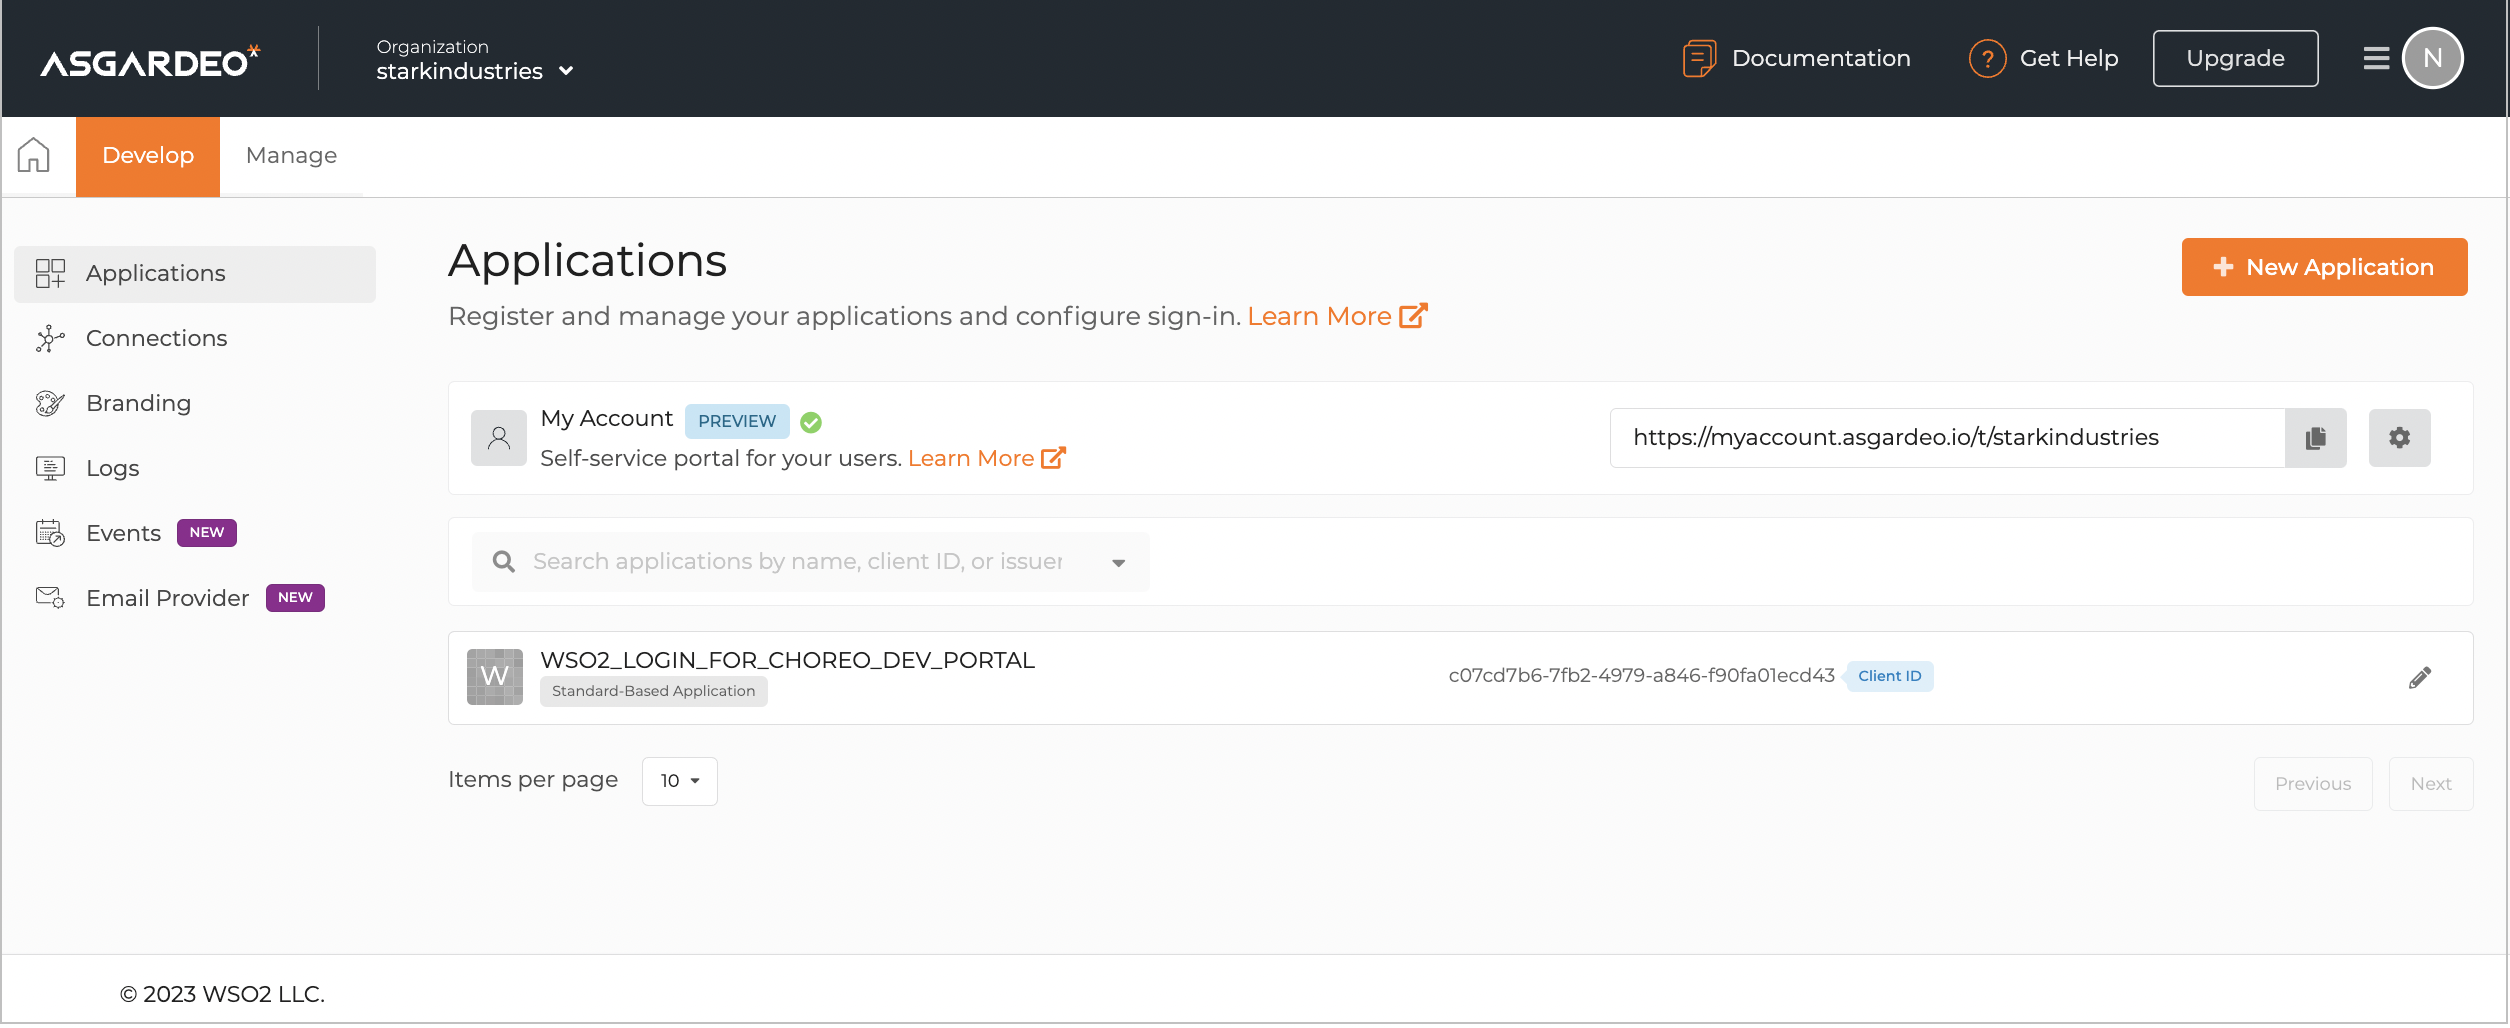 ASGARDEO
Organization
starkindustries
Documentation
? Get Help
Upgrade
N
Develop
Manage
Applications
Connections
Branding
Logs
Events NEW
Email Provider NEW
Applications
Register and manage your applications and configure sign-in. Learn More
+ New Application
My Account PREVIEW
Self-service portal for your users. Learn More
https://myaccount.asgardeo.io/t/starkindustries
Search applications by name, client ID, or issuer
W
WSO2_LOGIN_FOR_CHOREO_DEV_PORTAL
Standard-Based Application
c07cd7b6-7fb2-4979-a846-f90fa01ecd43 Client ID
Items per page 10
Previous
Next
© 2023 WSO2 LLC.